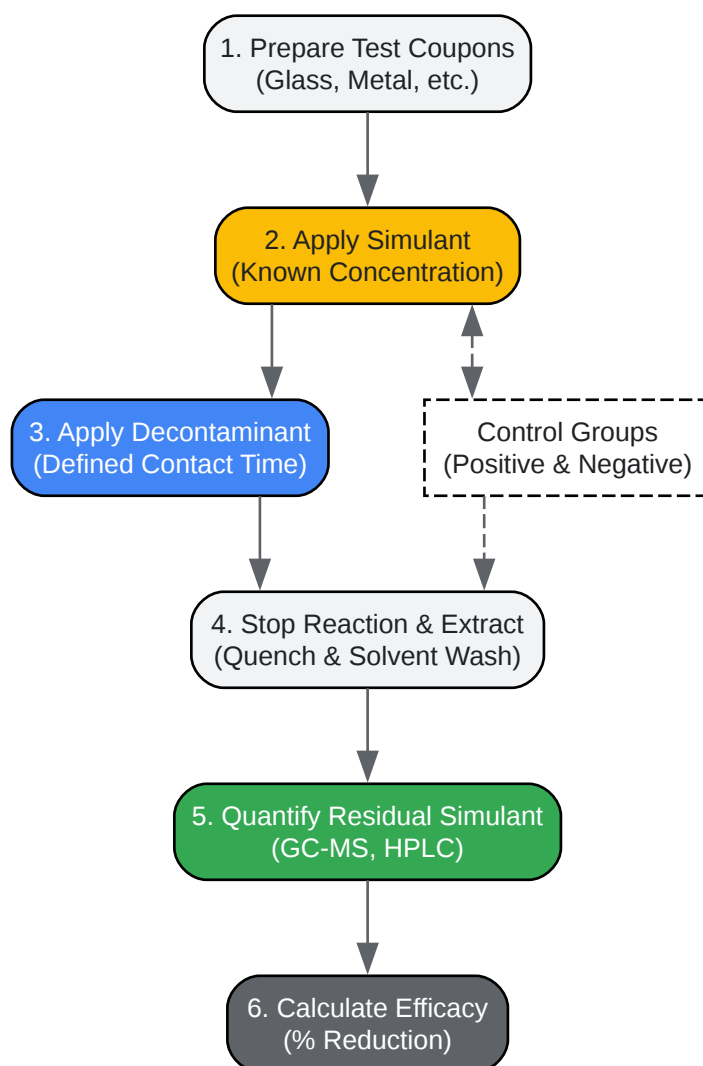 1. Prepare Test Coupons
(Glass, Metal, etc.)
2. Apply Simulant
(Known Concentration)
3. Apply Decontaminant
(Defined Contact Time)
Control Groups
(Positive & Negative)
4. Stop Reaction & Extract
(Quench & Solvent Wash)
5. Quantify Residual Simulant
(GC-MS, HPLC)
6. Calculate Efficacy
(% Reduction)